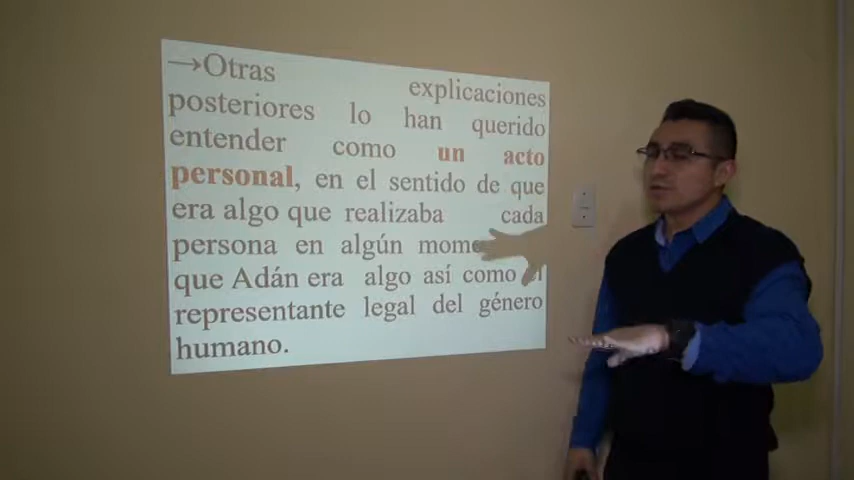 →Otras explicaciones
posteriores lo han querido
entender como un acto
personal, en el sentido de que
era algo que realizaba cada
persona en algún
que Adán era algo así como
representante legal del género
humano.